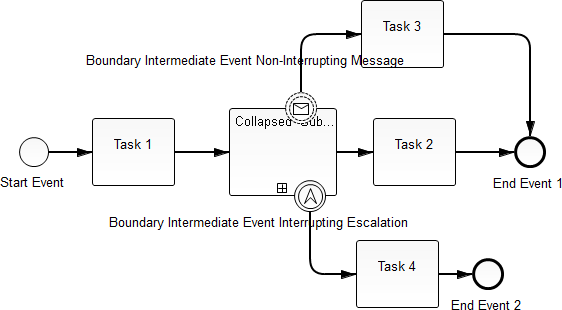 Task 3
Boundary Intermediate Event Non-Interrupting Message
Collapsed Sub...
Task 1
Task 2
Start Event
End Event 1
Boundary Intermediate Event Interrupting Escalation
Task 4
End Event 2